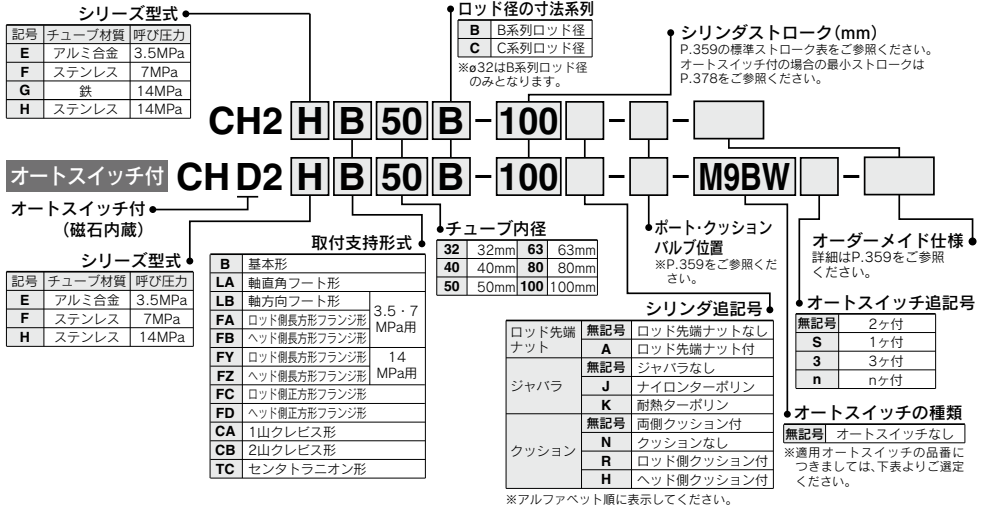 シリーズ型式
記号 チューブ材質 呼び圧力
E アルミ合金 3.5MPa
F ステンレス 7MPa
G 鉄 14MPa
H ステンレス 14MPa
ロッド径の寸法系列
B B系列ロッド径
C C系列ロッド径
※ø32はB系列ロッド径
のみとなります。
シリンダストローク(mm)
P.359の標準ストローク表をご参照ください。
オートスイッチ付の場合の最小ストロークは
P.378をご参照ください。
CH2 H B 50 B - 100 - -
オートスイッチ付 CHD2 H B 50 B - 100 - - M9BW -
オートスイッチ付
(磁石内蔵)
シリーズ型式
記号 チューブ材質 呼び圧力
E アルミ合金 3.5MPa
F ステンレス 7MPa
H ステンレス 14MPa
取付支持形式
B 基本形
LA 軸直角フート形
LB 軸方向フート形 3.5・7
FA ロッド側長方形フランジ形 MPa用
FB ヘッド側長方形フランジ形
FY ロッド側長方形フランジ形 14
FZ ヘッド側長方形フランジ形 MPa用
FC ロッド側正方形フランジ形
FD ヘッド側正方形フランジ形
CA 1山クレビス形
CB 2山クレビス形
TC センタトラニオン形
チューブ内径
32 32mm 63 63mm
40 40mm 80 80mm
50 50mm 100 100mm
ポート・クッション
バルブ位置
※P.359をご参照くだ
さい。
シリンダ追記号
ロッド先端 無記号 ロッド先端ナットなし
ナット A ロッド先端ナット付
ジャバラ 無記号 ジャバラなし
J ナイロンターポリン
K 耐熱ターポリン
クッション 無記号 両側クッション付
N クッションなし
R ロッド側クッション付
H ヘッド側クッション付
※アルファベット順に表示してください。
オーダーメイド仕様
詳細はP.359をご参照
ください。
オートスイッチ追記号
無記号 2ヶ付
S 1ヶ付
3 3ヶ付
n nヶ付
オートスイッチの種類
無記号 オートスイッチなし
※適用オートスイッチの品番に
つきましては、下表よりご選定
ください。